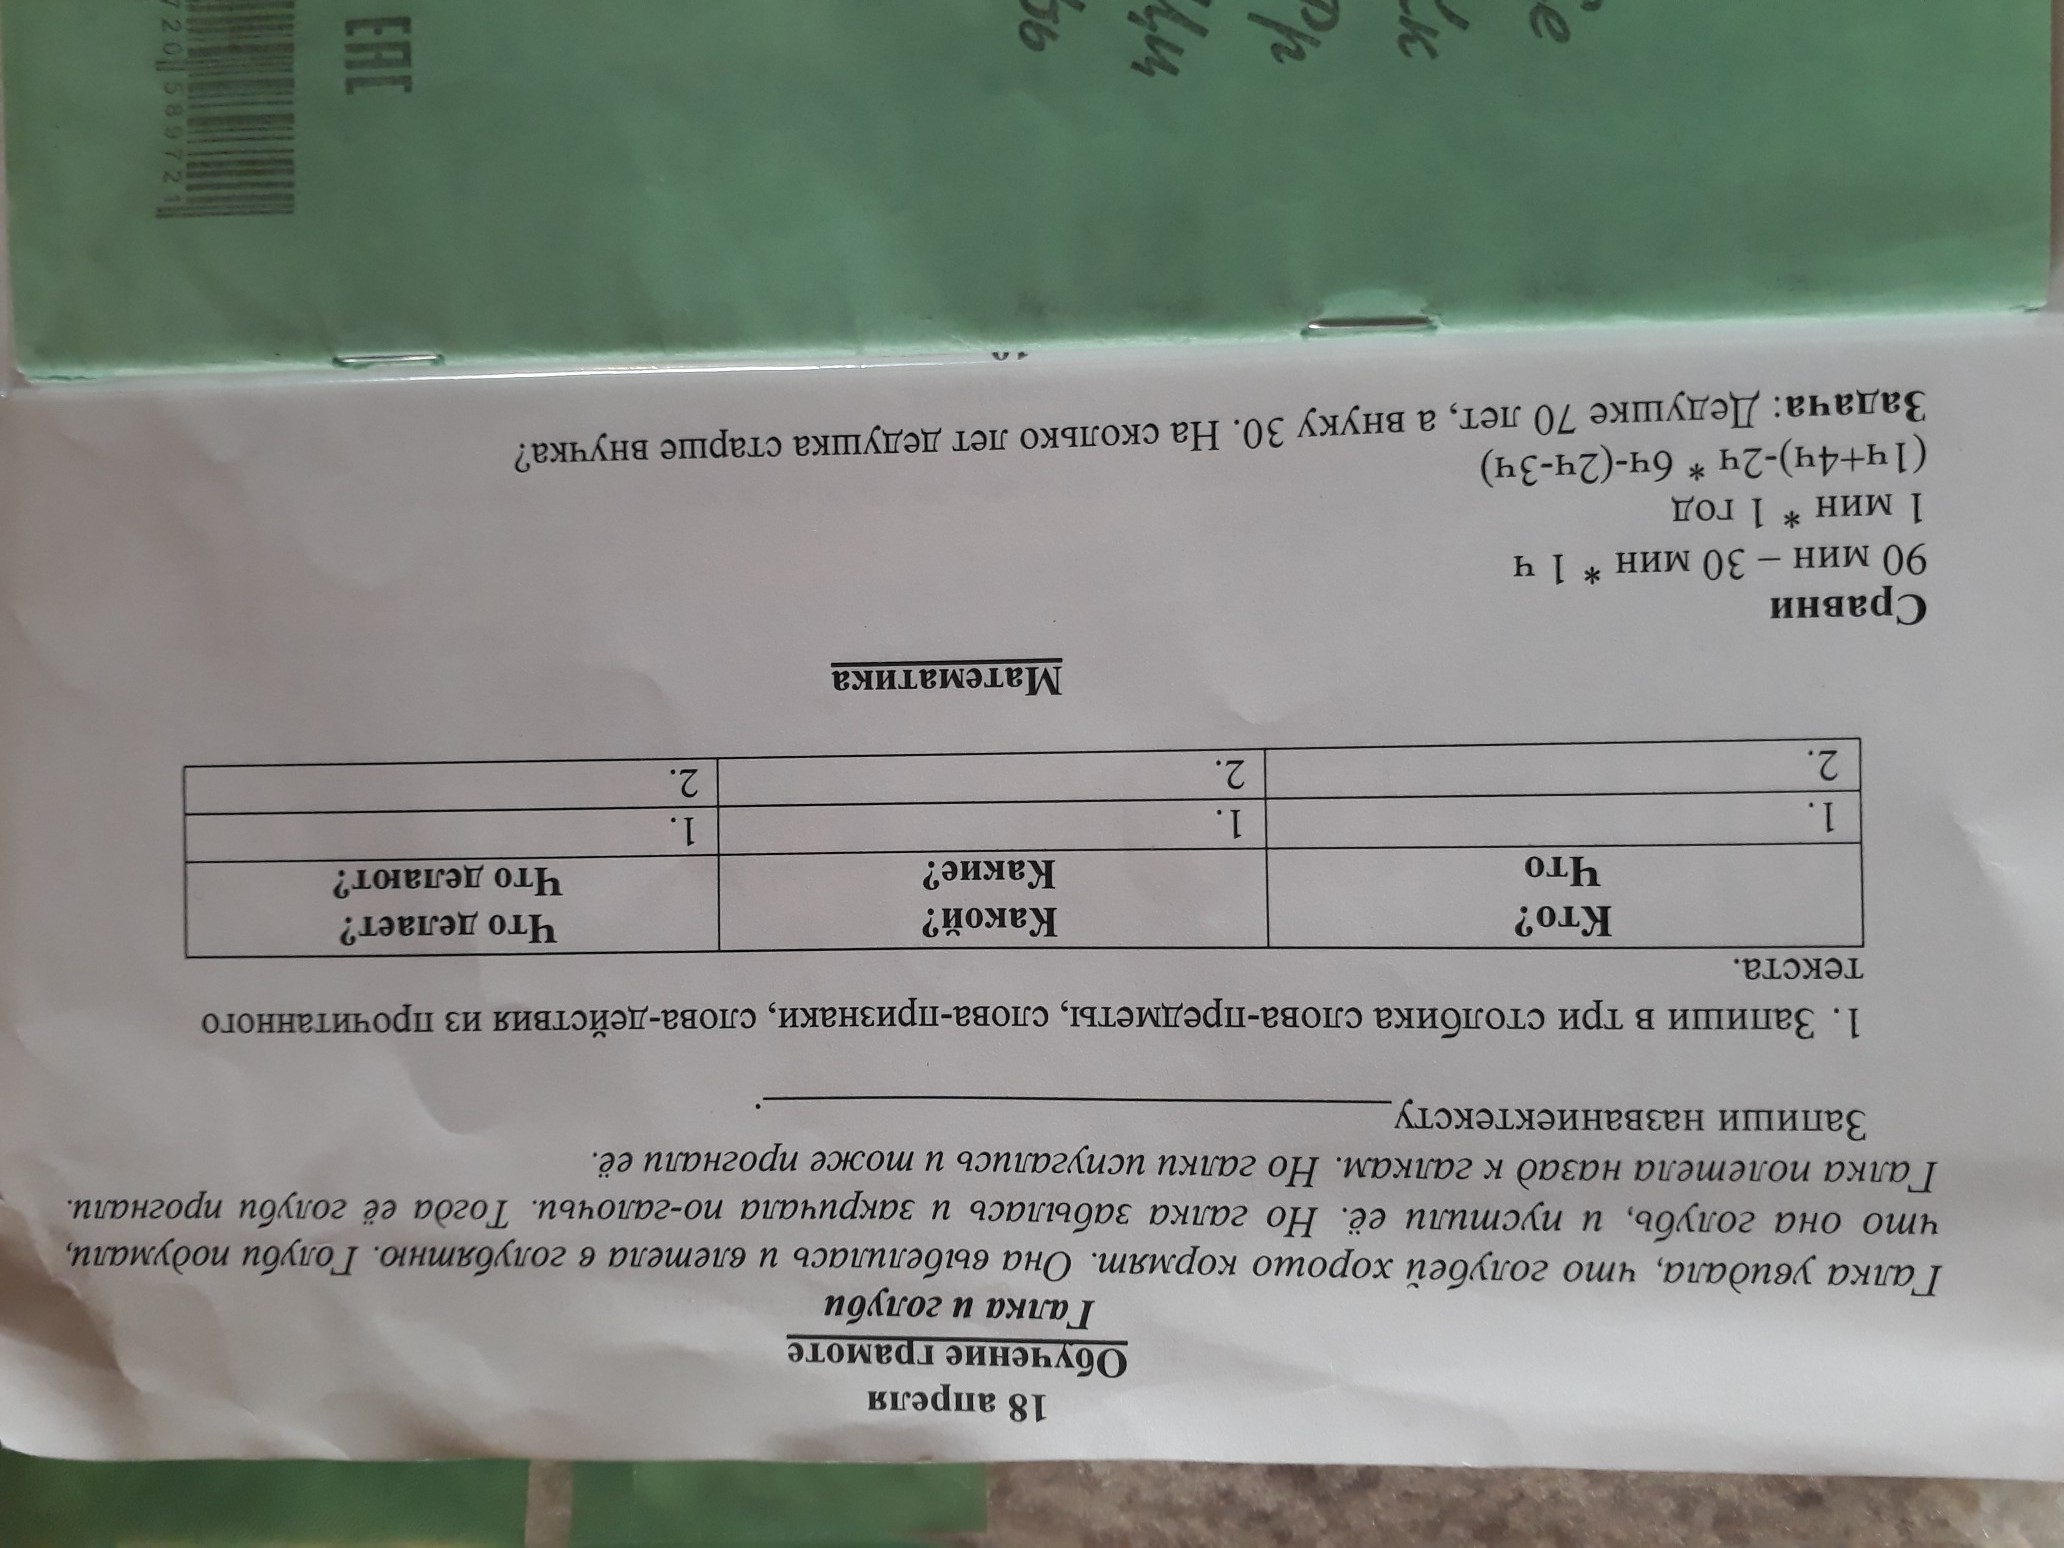 18 апреля
Обучение грамоте
Галка и голуби
Галка увидала, что голубей хорошо кормят. Она выбелилась и влетела в голубятню. Голуби подумали,
что она голубь, и пустили её. Но галка забылась и закричала по-галочьи. Тогда её голуби прогнали.
Галка полетела назад к галкам. Но галки испугались и тоже прогнали её.
Запиши названиектексту______________.
1. Запиши в три столбика слова-предметы, слова-признаки, слова-действия из прочитанного
текста.
Кто? Какой? Что делает?
Что Какие? Что делают?
1. 1. 1.
2. 2. 2.
Математика
Сравни
90 мин – 30 мин * 1 ч
1 мин * 1 год
(1ч+4ч)-2ч * 6ч-(2ч-3ч)
Задача: Дедушке 70 лет, а внуку 30. На сколько лет дедушка старше внучка?
ЕАС